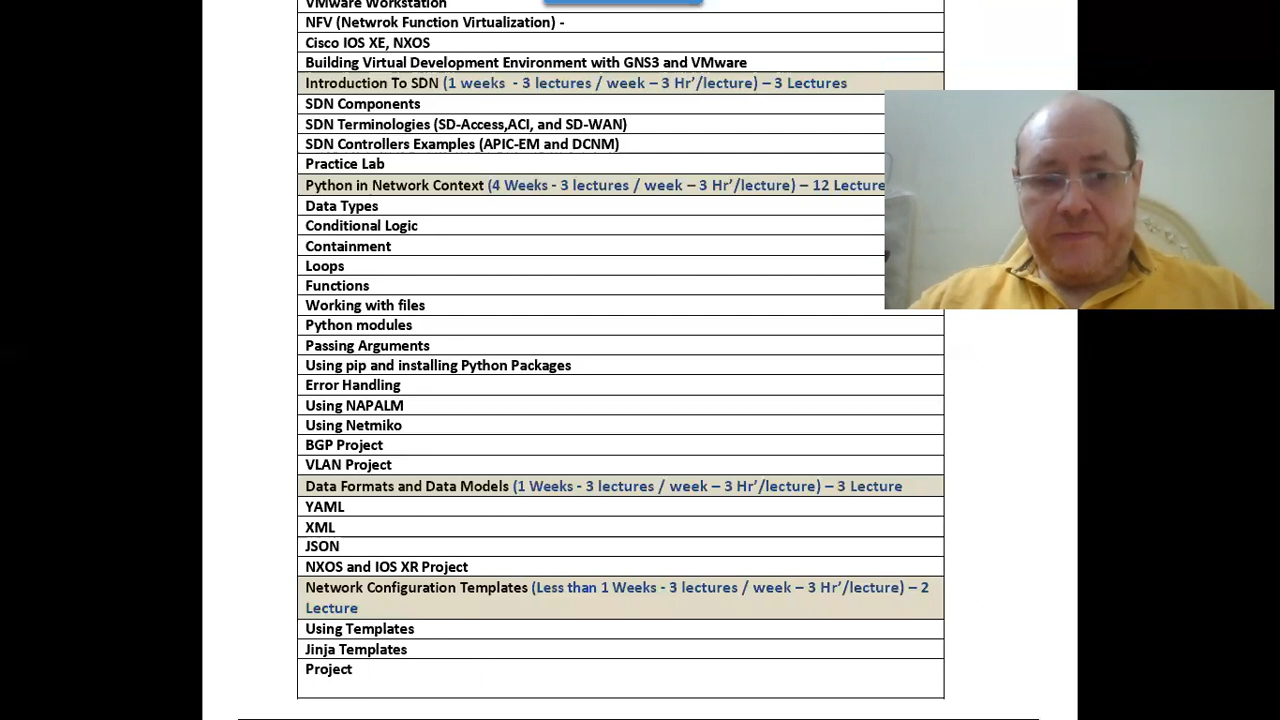 VMware Workstation
NFV (Netwrok Function Virtualization) -
Cisco IOS XE, NXOS
Building Virtual Development Environment with GNS3 and VMware
Introduction To SDN (1 weeks - 3 lectures / week – 3 Hr’/lecture) – 3 Lectures
SDN Components
SDN Terminologies (SD-Access,ACI, and SD-WAN)
SDN Controllers Examples (APIC-EM and DCNM)
Practice Lab
Python in Network Context (4 Weeks - 3 lectures / week – 3 Hr’/lecture) – 12 Lecture
Data Types
Conditional Logic
Containment
Loops
Functions
Working with files
Python modules
Passing Arguments
Using pip and installing Python Packages
Error Handling
Using NAPALM
Using Netmiko
BGP Project
VLAN Project
Data Formats and Data Models (1 Weeks - 3 lectures / week – 3 Hr’/lecture) – 3 Lecture
YAML
XML
JSON
NXOS and IOS XR Project
Network Configuration Templates (Less than 1 Weeks - 3 lectures / week – 3 Hr’/lecture) – 2
Lecture
Using Templates
Jinja Templates
Project